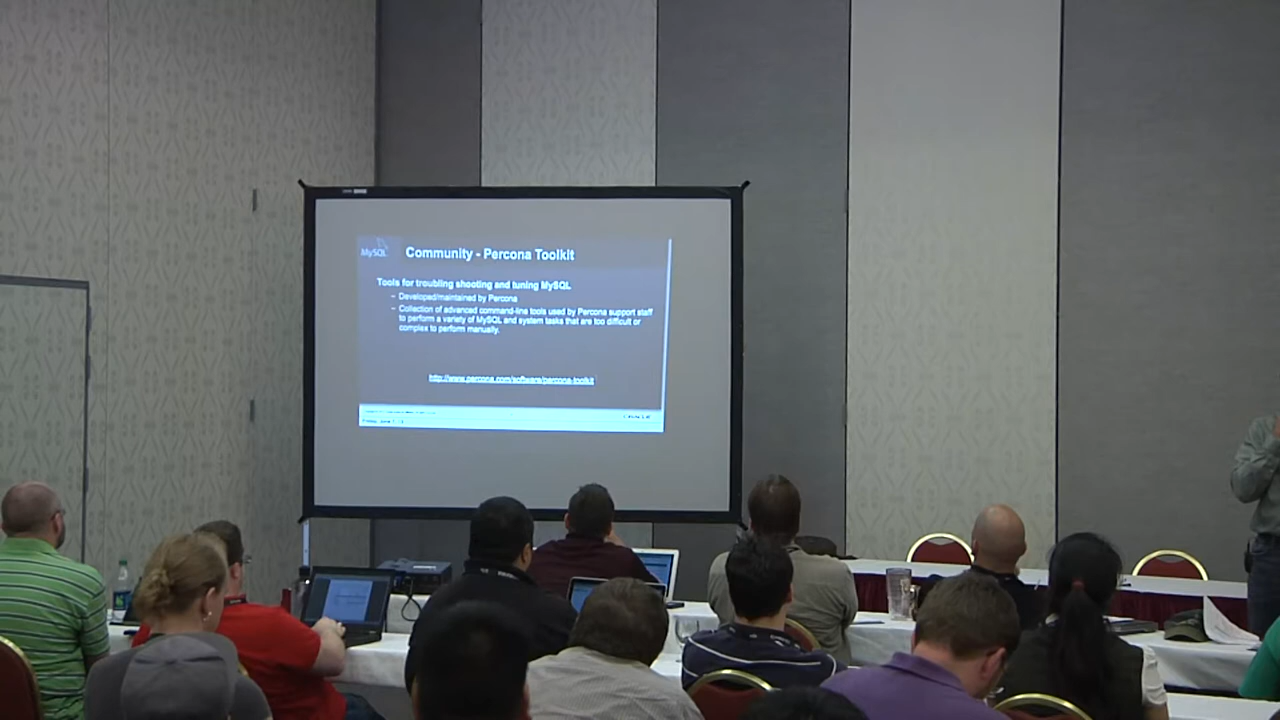 MySQL
Community - Percona Toolkit
Tools for troubling shooting and tuning MySQL
– Developed/maintained by Percona
– Collection of advanced command-line tools used by Percona support staff
to perform a variety of MySQL and system tasks that are too difficult or
complex to perform manually.
http://www.percona.com/software/percona-toolkit